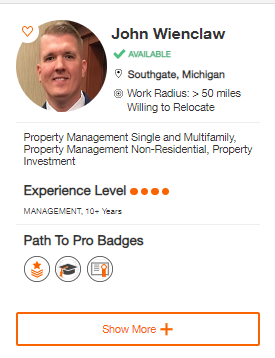 John Wienclaw
AVAILABLE
Southgate, Michigan
Work Radius: > 50 miles
Willing to Relocate
Property Management Single and Multifamily,
Property Management Non-Residential, Property
Investment
Experience Level
MANAGEMENT, 10+ Years
Path To Pro Badges
Show More